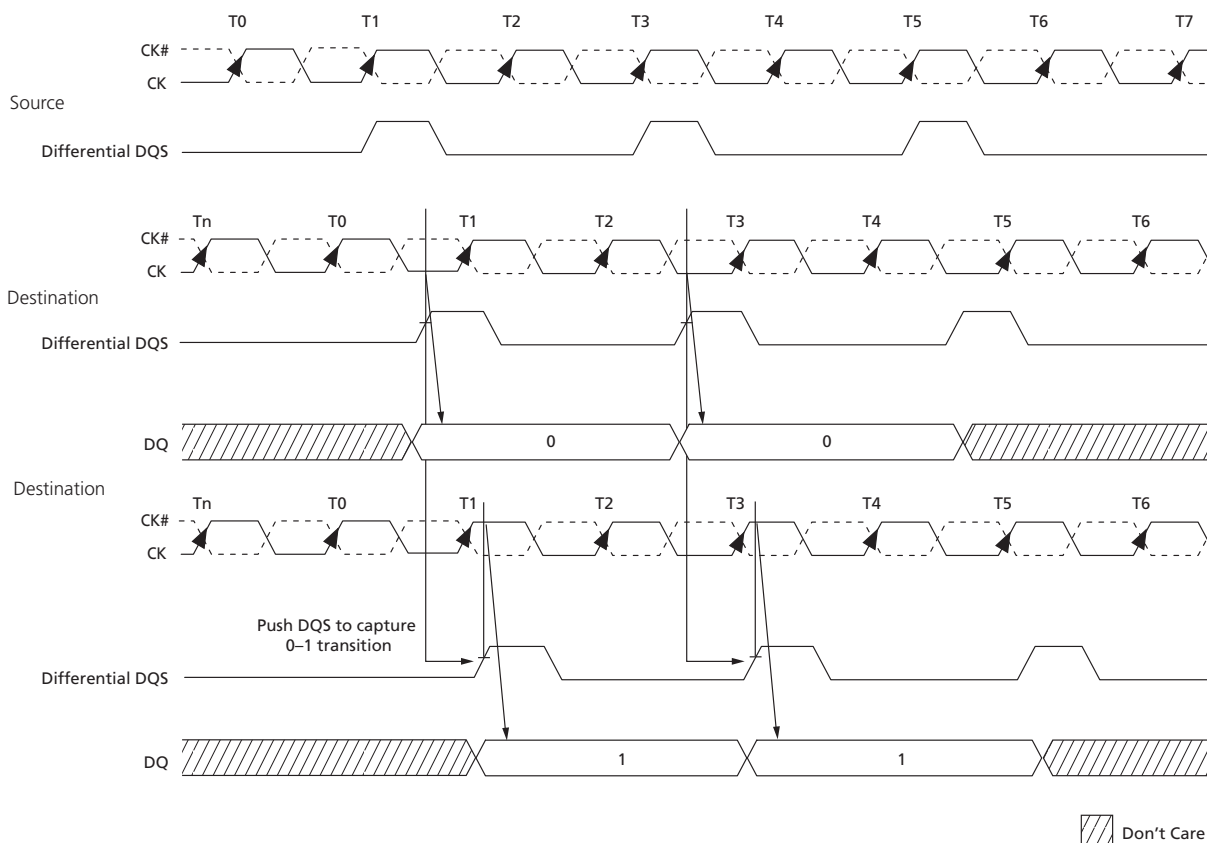 T0 T1 T2 T3 T4 T5 T6 T7
CK#
CK
Source
Differential DQS
Tn T0 T1 T2 T3 T4 T5 T6
CK#
CK
Destination
Differential DQS
DQ 0 0
Destination
Tn T0 T1 T2 T3 T4 T5 T6
CK#
CK
Push DQS to capture
0–1 transition
Differential DQS
DQ 1 1
Don't Care